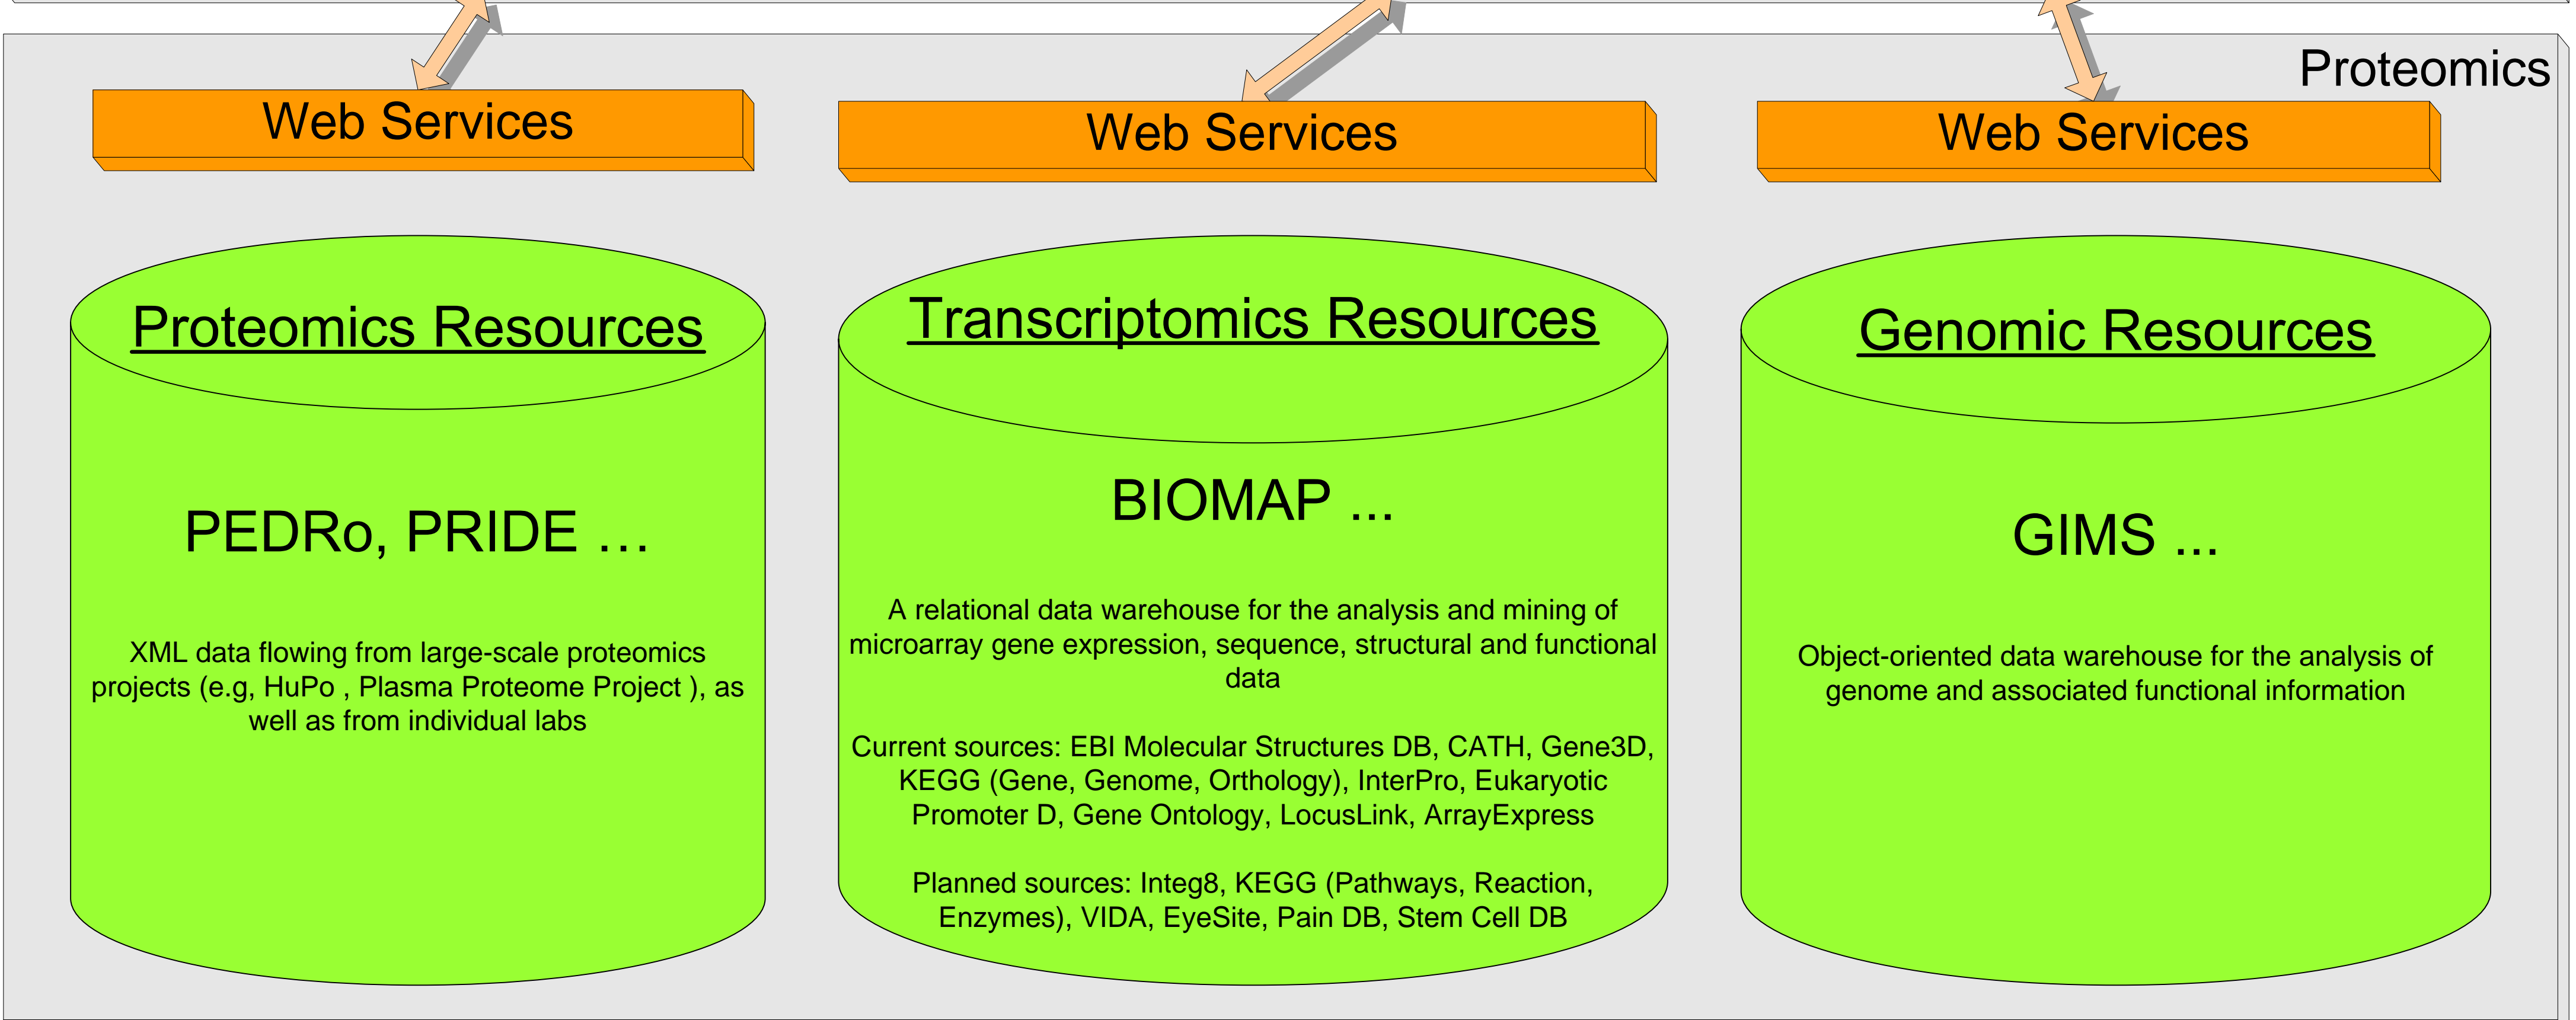 Proteomics
Web Services
Web Services
Web Services
Proteomics Resources
PEDRo, PRIDE …
XML data flowing from large-scale proteomics
projects (e.g, HuPo , Plasma Proteome Project ), as
well as from individual labs
Transcriptomics Resources
BIOMAP ...
A relational data warehouse for the analysis and mining of
microarray gene expression, sequence, structural and functional
data
Current sources: EBI Molecular Structures DB, CATH, Gene3D,
KEGG (Gene, Genome, Orthology), InterPro, Eukaryotic
Promoter D, Gene Ontology, LocusLink, ArrayExpress
Planned sources: Integ8, KEGG (Pathways, Reaction,
Enzymes), VIDA, EyeSite, Pain DB, Stem Cell DB
Genomic Resources
GIMS ...
Object-oriented data warehouse for the analysis of
genome and associated functional information